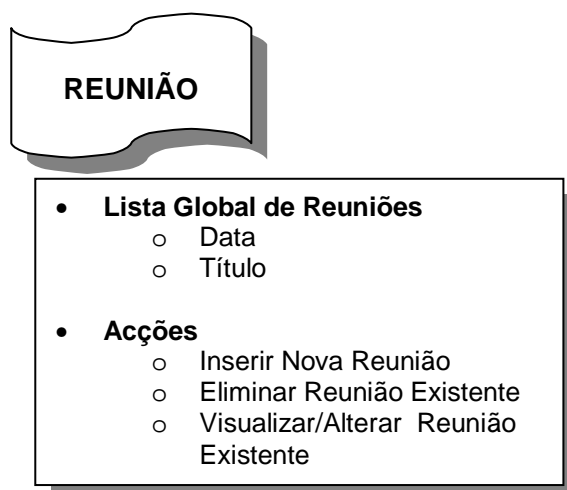 REUNIÃO
• Lista Global de Reuniões
o Data
o Título
• Acções
o Inserir Nova Reunião
o Eliminar Reunião Existente
o Visualizar/Alterar Reunião
Existente